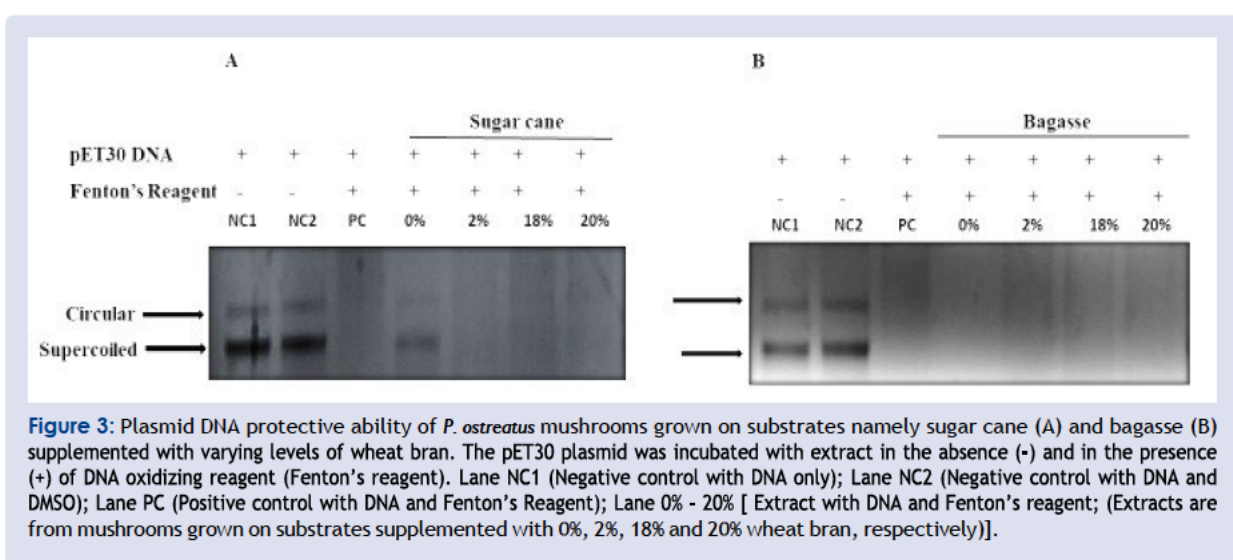 A B
Sugar cane Bagasse
pET30 DNA + + + + + + + + + + + + + +
Fenton's Reagent - - + + + + + - - + + + + +
NC1 NC2 PC 0% 2% 18% 20% NC1 NC2 PC 0% 2% 18% 20%
Circular
Supercoiled
Figure 3: Plasmid DNA protective ability of P. ostreatus mushrooms grown on substrates namely sugar cane (A) and bagasse (B)
supplemented with varying levels of wheat bran. The pET30 plasmid was incubated with extract in the absence (-) and in the presence
(+) of DNA oxidizing reagent (Fenton's reagent). Lane NC1 (Negative control with DNA only); Lane NC2 (Negative control with DNA and
DMSO); Lane PC (Positive control with DNA and Fenton's Reagent); Lane 0% - 20% [ Extract with DNA and Fenton's reagent; (Extracts are
from mushrooms grown on substrates supplemented with 0%, 2%, 18% and 20% wheat bran, respectively)].